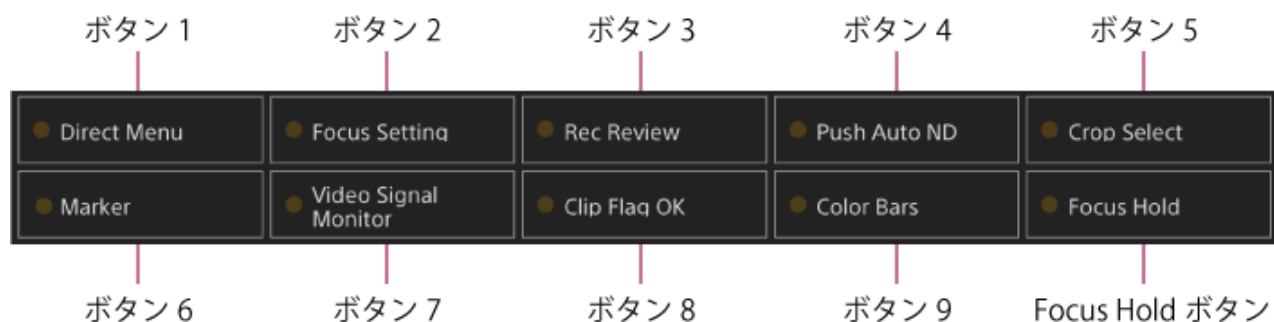 ボタン 1 ボタン 2 ボタン 3 ボタン 4 ボタン 5
Direct Menu Focus Setting Rec Review Push Auto ND Crop Select
Marker Video Signal Monitor Clip Flag OK Color Bars Focus Hold
ボタン 6 ボタン 7 ボタン 8 ボタン 9 Focus Hold ボタン